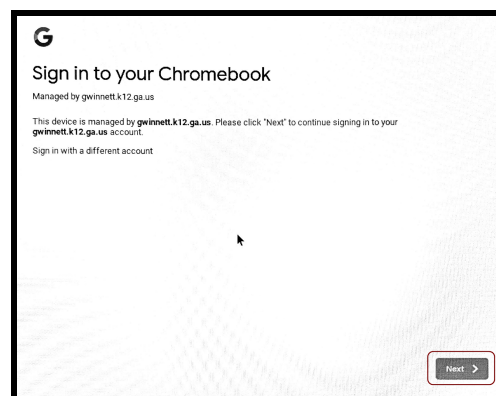 G
Sign in to your Chromebook
Managed by gwinnett.k12.ga.us
This device is managed by gwinnett.k12.ga.us. Please click "Next" to continue signing in to your
gwinnett.k12.ga.us account.
Sign in with a different account
Next